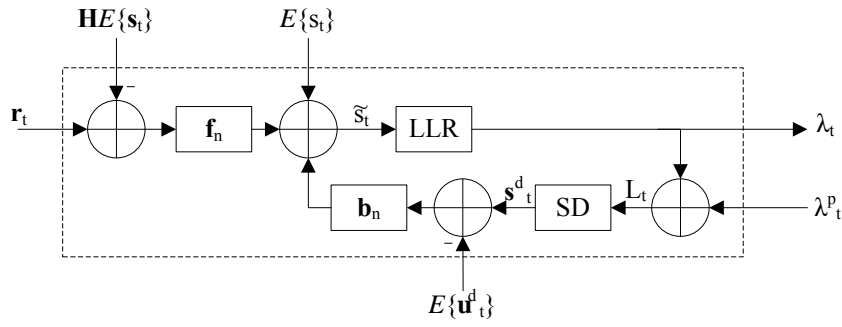 HE{s_t} E{s_t}
−
r_t f_n s̃_t LLR λ_t
b_n s^d_t SD L_t λ^p_t
−
E{u^d_t}